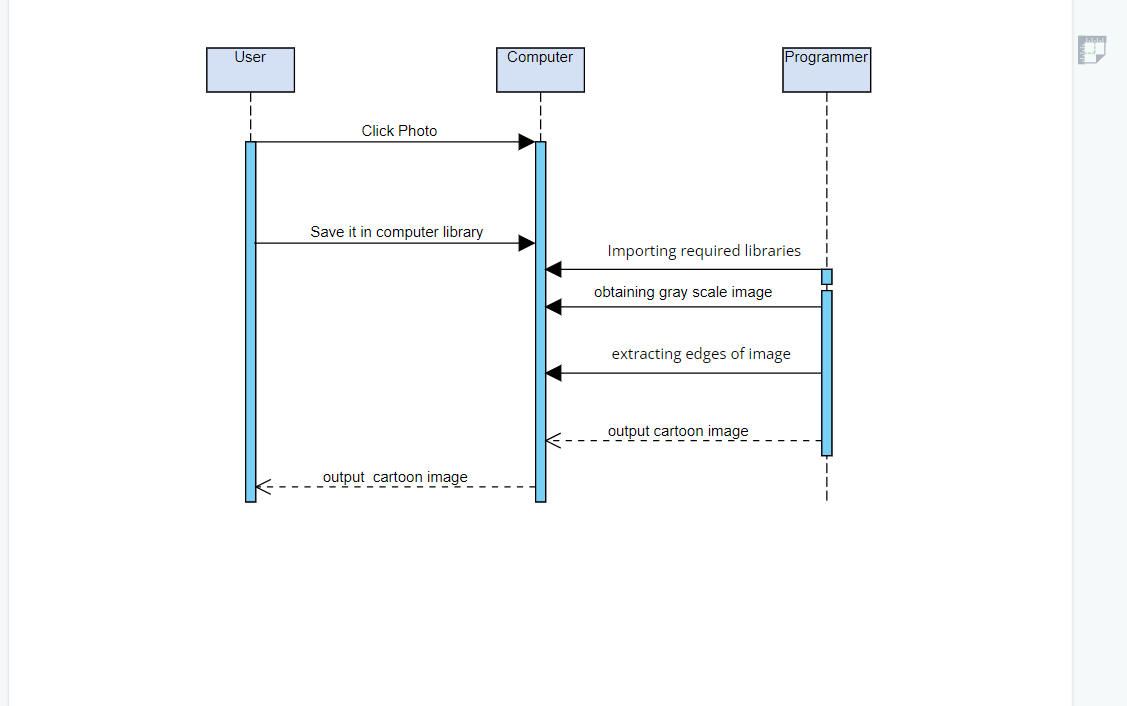 User
Computer
Programmer
Click Photo
Save it in computer library
Importing required libraries
obtaining gray scale image
extracting edges of image
output cartoon image
output  cartoon image